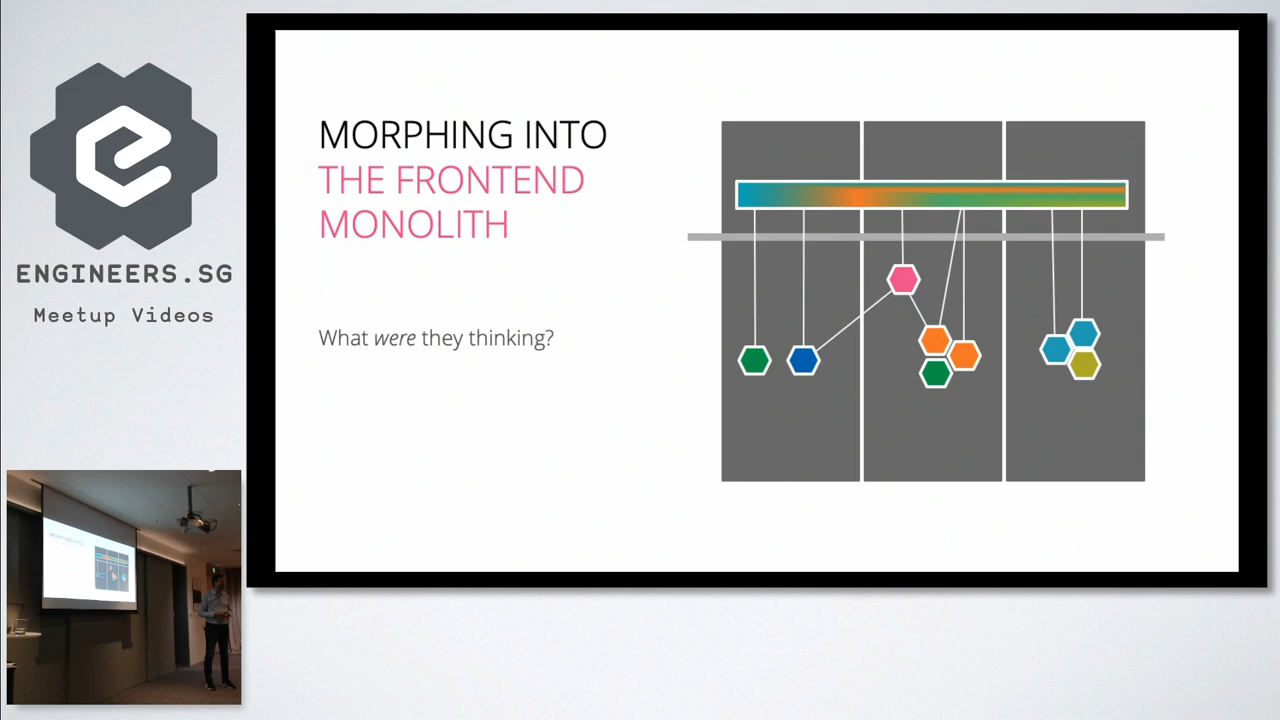 ENGINEERS.SG
Meetup Videos
MORPHING INTO
THE FRONTEND
MONOLITH
What were they thinking?